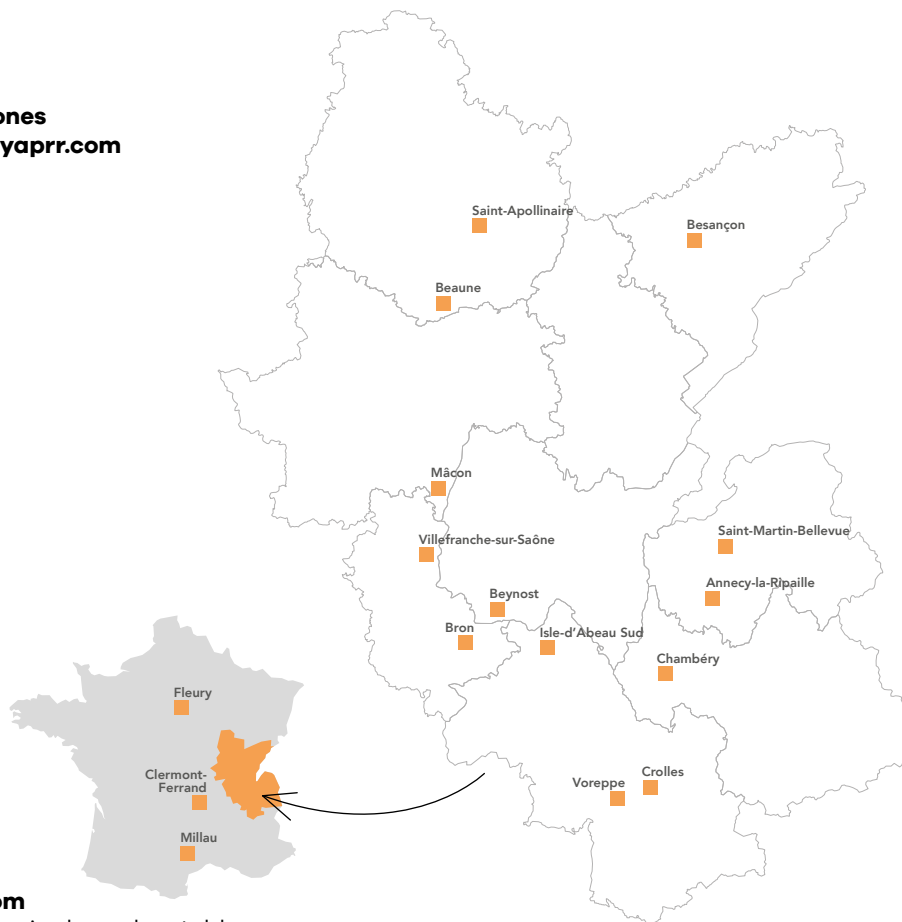 ones
yaprr.com
Saint-Apollinaire
Besançon
Beaune
Mâcon
Villefranche-sur-Saône
Saint-Martin-Bellevue
Annecy-la-Ripaille
Beynost
Bron
Isle-d'Abeau Sud
Chambéry
Crolles
Voreppe
Fleury
Clermont-
Ferrand
Millau
om